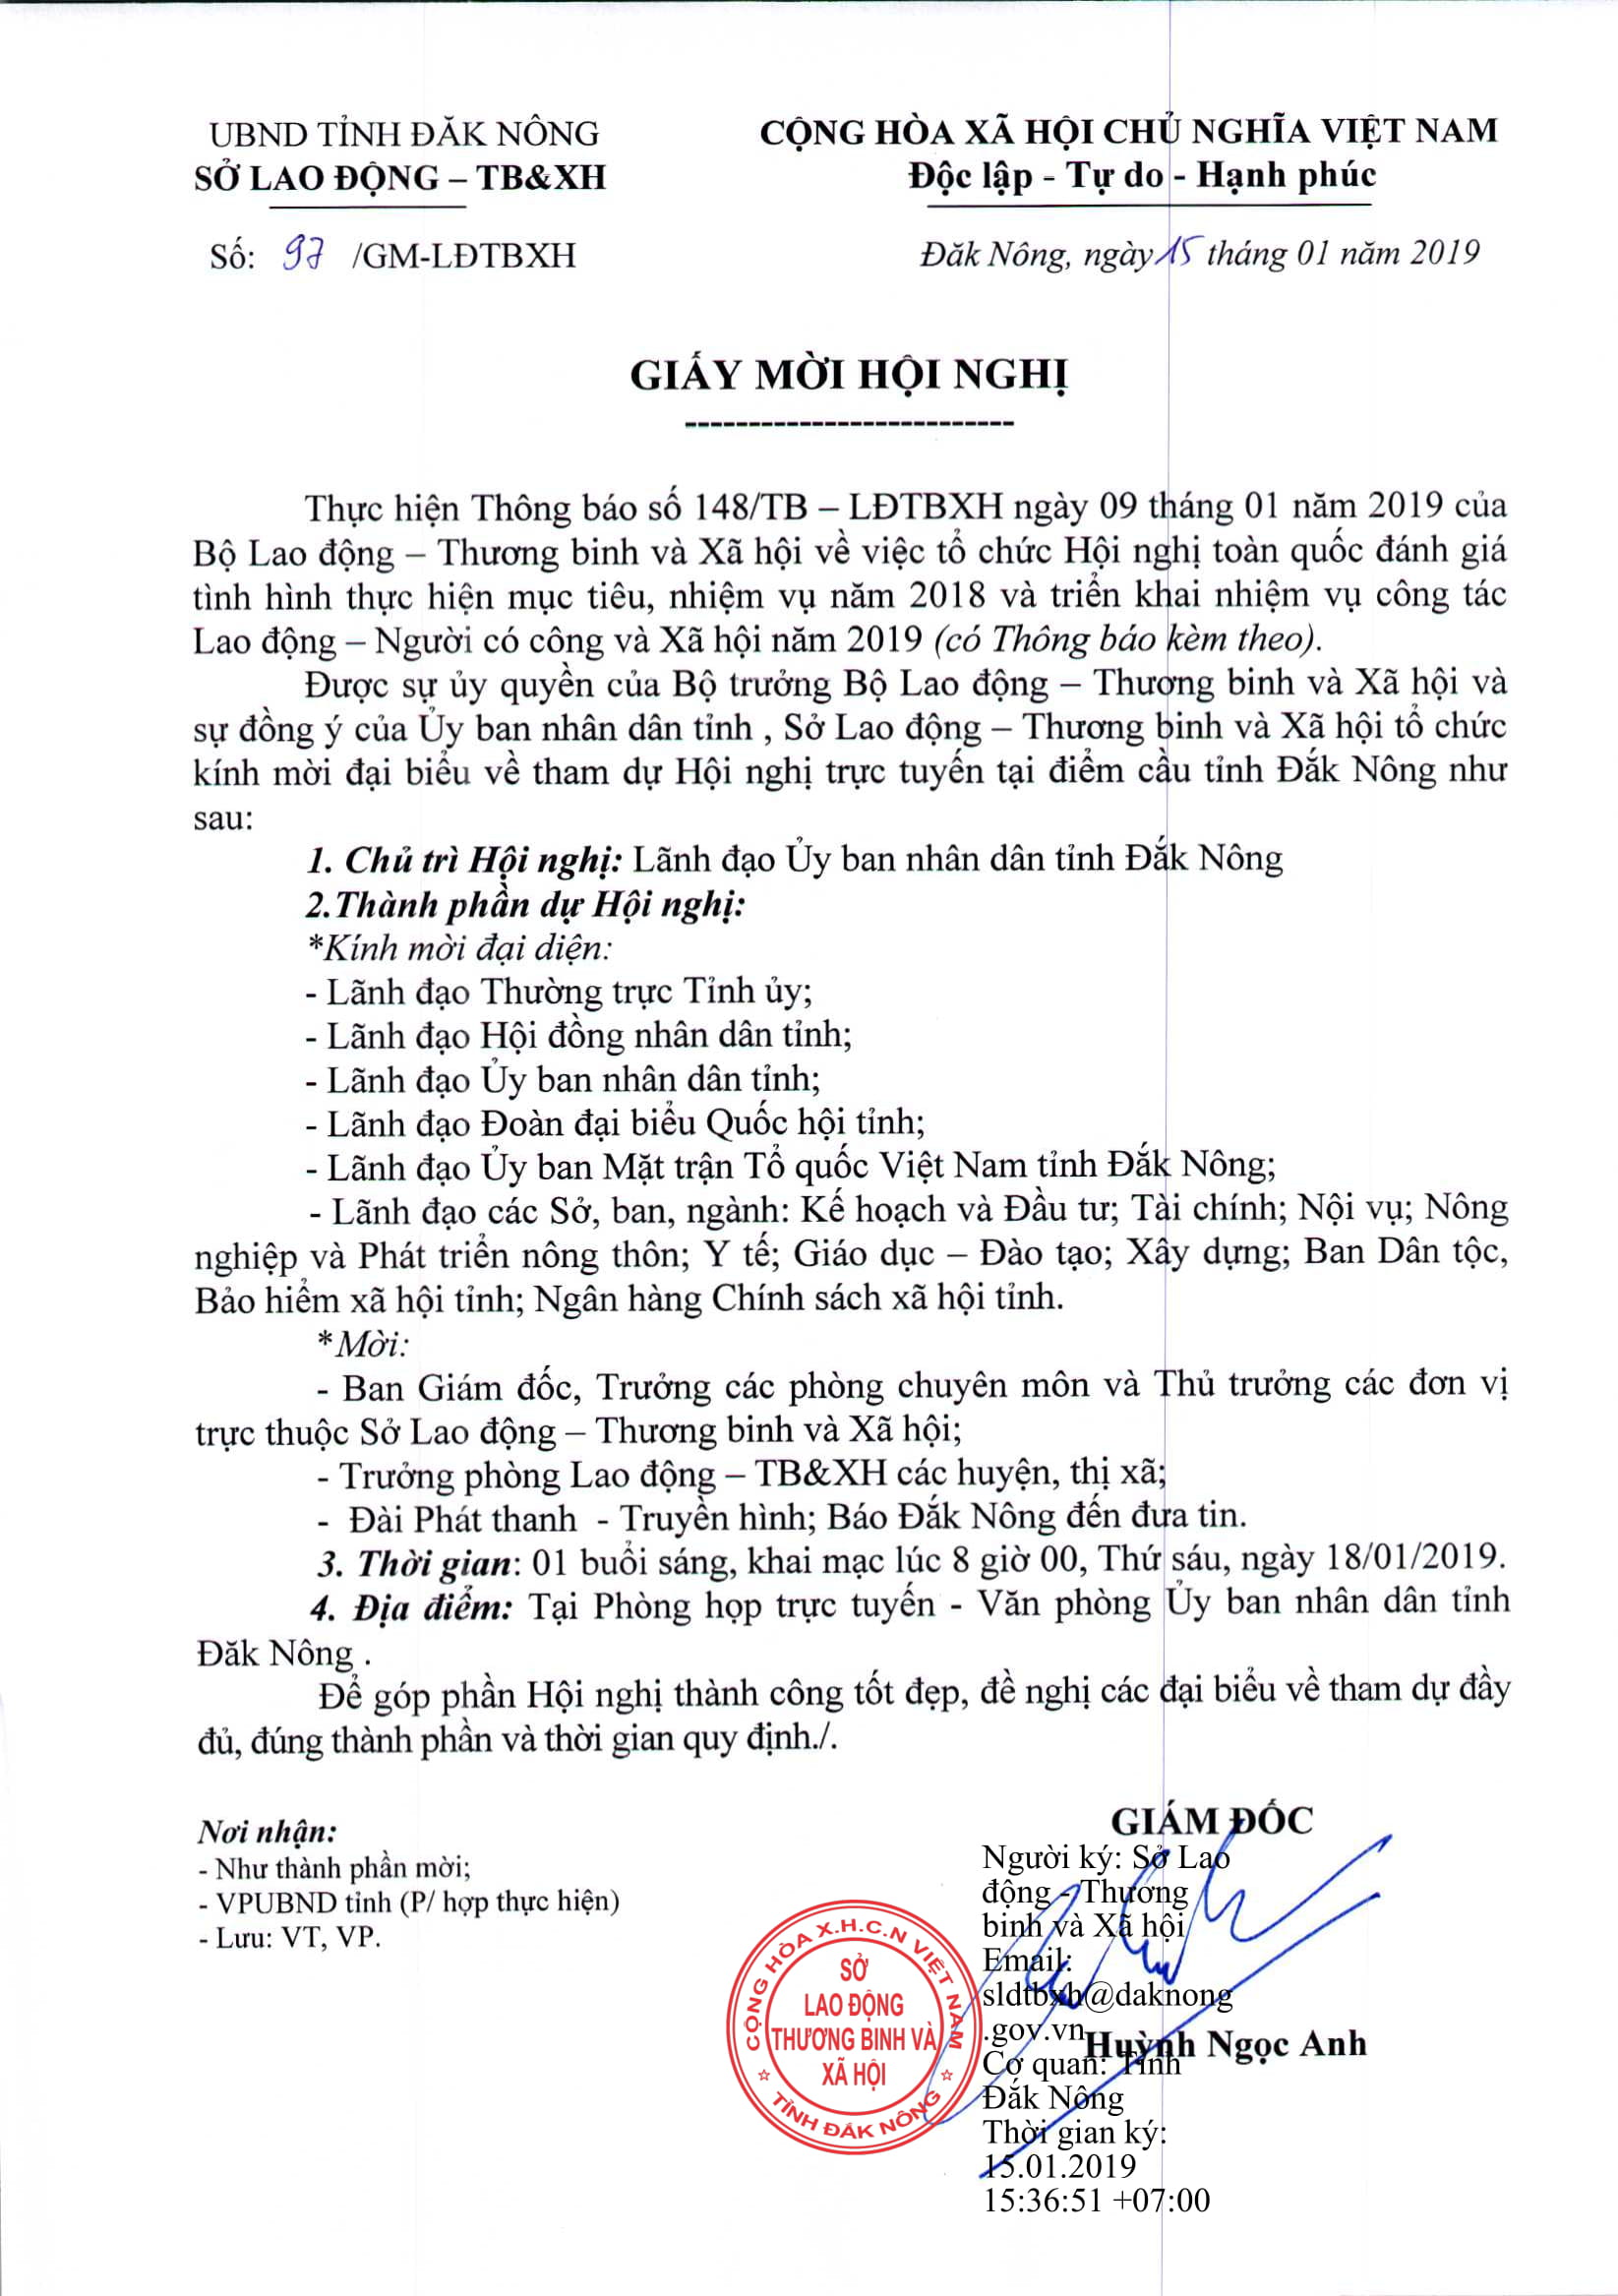 UBND TỈNH ĐĂK NÔNG
SỞ LAO ĐỘNG – TB&XH
Số: 97 /GM-LĐTBXH
CỘNG HÒA XÃ HỘI CHỦ NGHĨA VIỆT NAM
Độc lập - Tự do - Hạnh phúc
Đăk Nông, ngày 15 tháng 01 năm 2019
GIẤY MỜI HỘI NGHỊ
--------------------------
Thực hiện Thông báo số 148/TB – LĐTBXH ngày 09 tháng 01 năm 2019 của
Bộ Lao động – Thương binh và Xã hội về việc tổ chức Hội nghị toàn quốc đánh giá
tình hình thực hiện mục tiêu, nhiệm vụ năm 2018 và triển khai nhiệm vụ công tác
Lao động – Người có công và Xã hội năm 2019 (có Thông báo kèm theo).
Được sự ủy quyền của Bộ trưởng Bộ Lao động – Thương binh và Xã hội và
sự đồng ý của Ủy ban nhân dân tỉnh , Sở Lao động – Thương binh và Xã hội tổ chức
kính mời đại biểu về tham dự Hội nghị trực tuyến tại điểm cầu tỉnh Đắk Nông như
sau:
1. Chủ trì Hội nghị: Lãnh đạo Ủy ban nhân dân tỉnh Đắk Nông
2.Thành phần dự Hội nghị:
*Kính mời đại diện:
- Lãnh đạo Thường trực Tỉnh ủy;
- Lãnh đạo Hội đồng nhân dân tỉnh;
- Lãnh đạo Ủy ban nhân dân tỉnh;
- Lãnh đạo Đoàn đại biểu Quốc hội tỉnh;
- Lãnh đạo Ủy ban Mặt trận Tổ quốc Việt Nam tỉnh Đắk Nông;
- Lãnh đạo các Sở, ban, ngành: Kế hoạch và Đầu tư; Tài chính; Nội vụ; Nông
nghiệp và Phát triển nông thôn; Y tế; Giáo dục – Đào tạo; Xây dựng; Ban Dân tộc,
Bảo hiểm xã hội tỉnh; Ngân hàng Chính sách xã hội tỉnh.
*Mời:
- Ban Giám đốc, Trưởng các phòng chuyên môn và Thủ trưởng các đơn vị
trực thuộc Sở Lao động – Thương binh và Xã hội;
- Trưởng phòng Lao động – TB&XH các huyện, thị xã;
- Đài Phát thanh - Truyền hình; Báo Đắk Nông đến đưa tin.
3. Thời gian: 01 buổi sáng, khai mạc lúc 8 giờ 00, Thứ sáu, ngày 18/01/2019.
4. Địa điểm: Tại Phòng họp trực tuyến - Văn phòng Ủy ban nhân dân tỉnh
Đăk Nông .
Để góp phần Hội nghị thành công tốt đẹp, đề nghị các đại biểu về tham dự đầy
đủ, đúng thành phần và thời gian quy định./.
Nơi nhận:
- Như thành phần mời;
- VPUBND tỉnh (P/ hợp thực hiện)
- Lưu: VT, VP.
GIÁM ĐỐC
Người ký: Sở Lao
động - Thương
binh và Xã hội
Email:
sldtbxh@daknong
.gov.vn
Cơ quan: Tỉnh
Đắk Nông
Thời gian ký:
15.01.2019
15:36:51 +07:00
Huỳnh Ngọc Anh
CỘNG HÒA X.H.C.N VIỆT NAM
SỞ
LAO ĐỘNG
THƯƠNG BINH VÀ
XÃ HỘI
TỈNH ĐẮK NÔNG